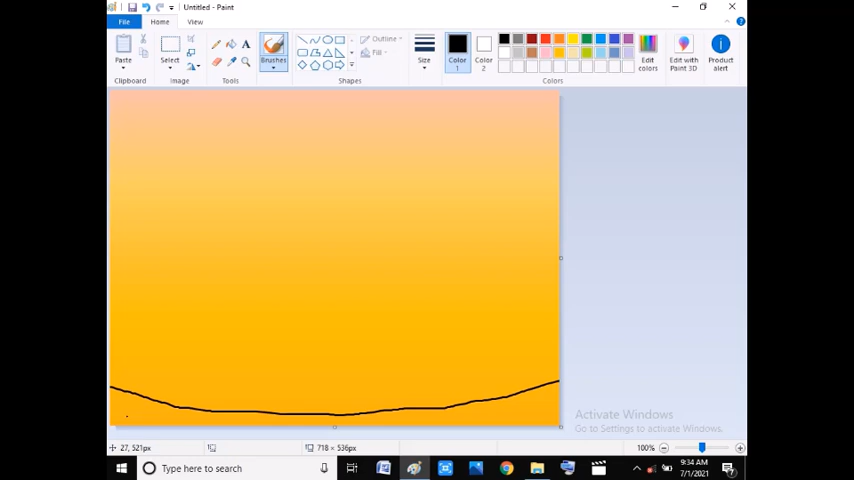 Untitled - Paint
File
Home
View
Paste
Select
Brushes
Outline
Fill
Size
Color 1
Color 2
Edit colors
Edit with Paint 3D
Product alert
Clipboard
Image
Tools
Shapes
Colors
Activate Windows
Go to Settings to activate Windows.
27, 521px
718 × 536px
100%
Type here to search
9:34 AM
7/1/2021